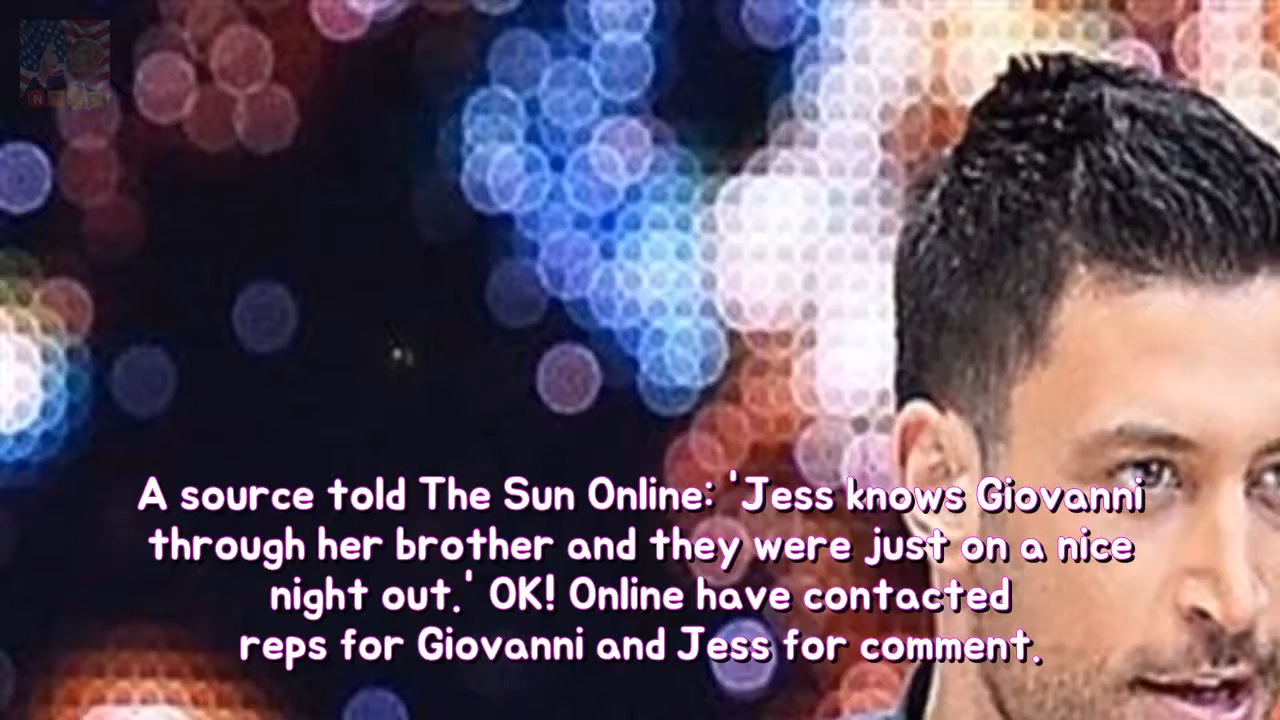 A source told The Sun Online: 'Jess knows Giovanni
through her brother and they were just on a nice
night out.' OK! Online have contacted
reps for Giovanni and Jess for comment.